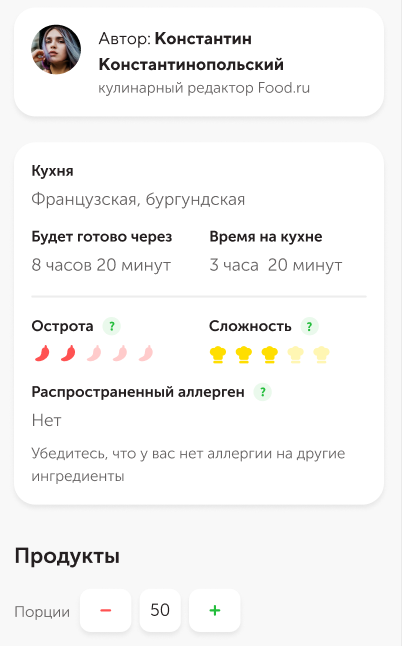 Автор: Константин
Константинопольский
кулинарный редактор Food.ru
Кухня
Французская, бургундская
Будет готово через
Время на кухне
8 часов 20 минут
3 часа 20 минут
Острота ?
Сложность ?
Распространенный аллерген ?
Нет
Убедитесь, что у вас нет аллергии на другие
ингредиенты
Продукты
Порции − 50 +